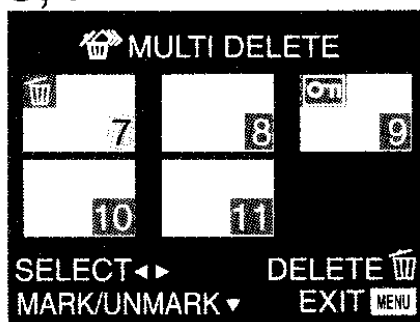 MULTI DELETE
7 8 9
10 11
SELECT◄► DELETE
MARK/UNMARK▼ EXIT MENU